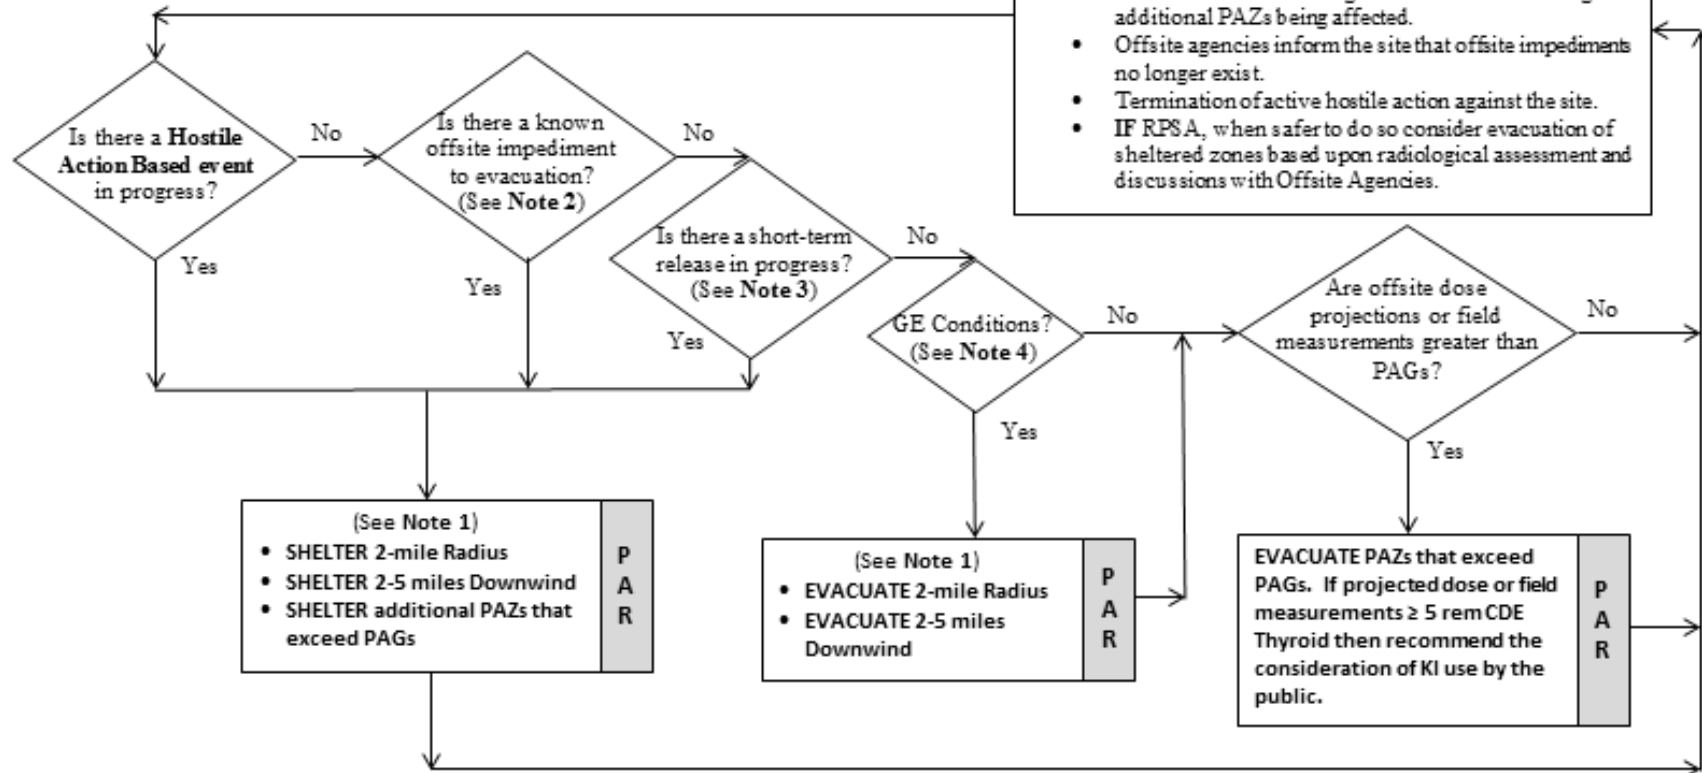 additional PAZs being affected.
• Offsite agencies inform the site that offsite impediments
no longer exist.
• Termination of active hostile action against the site.
• IF RPSA, when safer to do so consider evacuation of
sheltered zones based upon radiological assessment and
discussions with Offsite Agencies.
Is there a Hostile
Action Based event
in progress?
No
Yes
Is there a known
offsite impediment
to evacuation?
(See Note 2)
No
Yes
Is there a short-term
release in progress?
(See Note 3)
No
Yes
GE Conditions?
(See Note 4)
No
Yes
Are offsite dose
projections or field
measurements greater than
PAGs?
No
Yes
(See Note 1)
• SHELTER 2-mile Radius
• SHELTER 2-5 miles Downwind
• SHELTER additional PAZs that
exceed PAGs
P
A
R
(See Note 1)
• EVACUATE 2-mile Radius
• EVACUATE 2-5 miles
Downwind
P
A
R
EVACUATE PAZs that exceed
PAGs. If projected dose or field
measurements ≥ 5 rem CDE
Thyroid then recommend the
consideration of KI use by the
public.
P
A
R